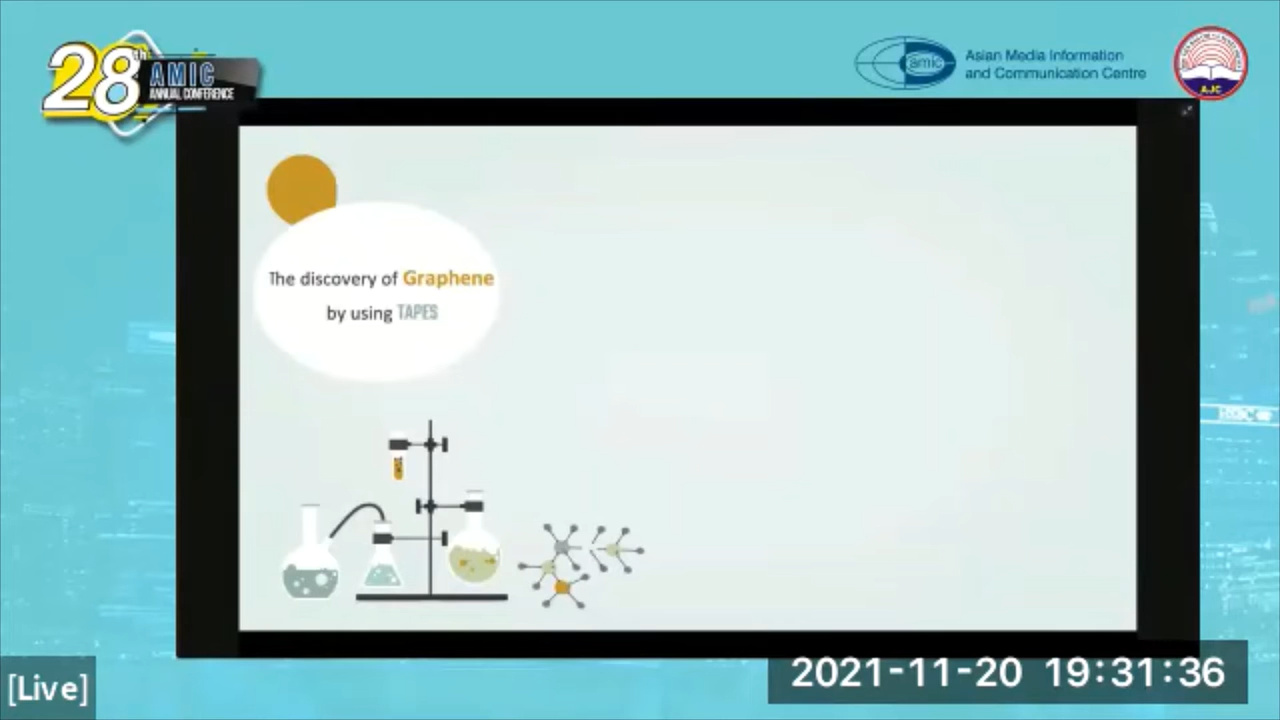 28th
AMIC
ANNUAL CONFERENCE
amic
Asian Media Information
and Communication Centre
AJC
The discovery of Graphene
by using TAPES
[Live]
2021-11-20 19:31:36